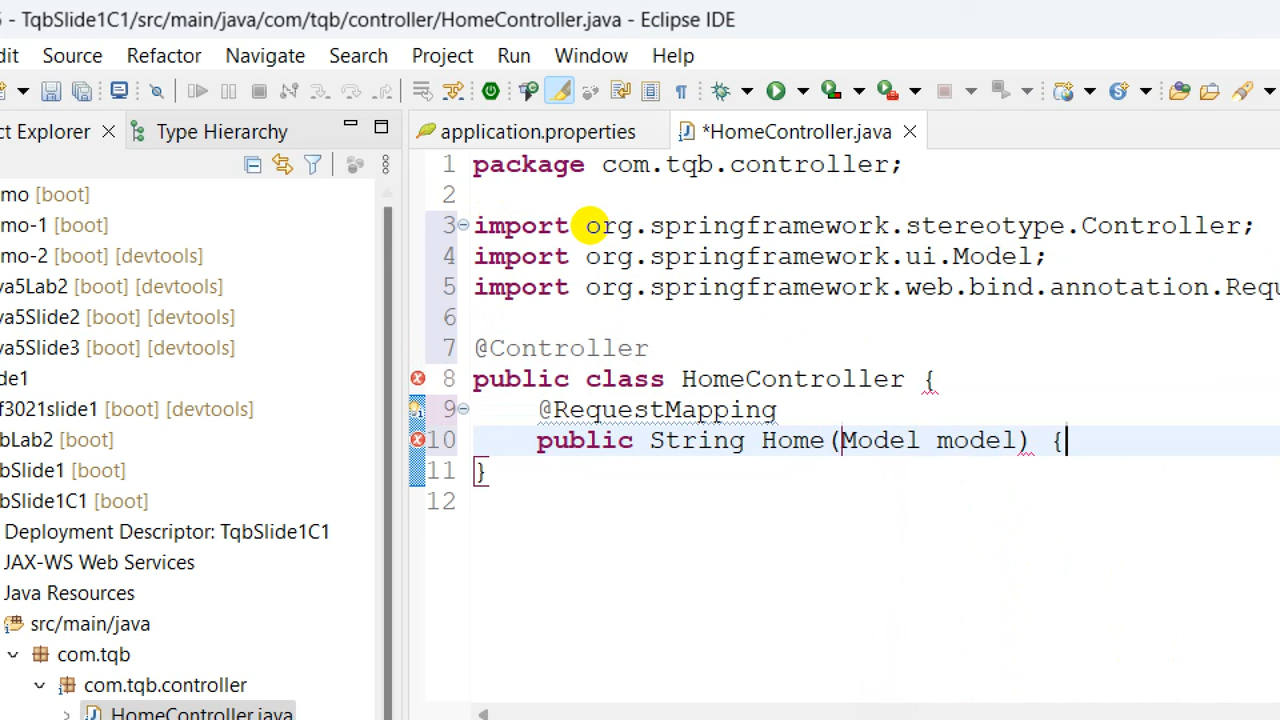 - TqbSlide1C1/src/main/java/com/tqb/controller/HomeController.java - Eclipse IDE
dit Source Refactor Navigate Search Project Run Window Help
ct Explorer Type Hierarchy
application.properties *HomeController.java
mo [boot]
mo-1 [boot]
mo-2 [boot] [devtools]
va5Lab2 [boot] [devtools]
va5Slide2 [boot] [devtools]
va5Slide3 [boot] [devtools]
de1
f3021slide1 [boot] [devtools]
bLab2 [boot]
bSlide1 [boot]
bSlide1C1 [boot]
Deployment Descriptor: TqbSlide1C1
JAX-WS Web Services
Java Resources
src/main/java
com.tqb
com.tqb.controller
HomeController.java
1 package com.tqb.controller;
2
3 import org.springframework.stereotype.Controller;
4 import org.springframework.ui.Model;
5 import org.springframework.web.bind.annotation.Requ
6
7 @Controller
8 public class HomeController {
9 @RequestMapping
10 public String Home(Model model) {
11 }
12